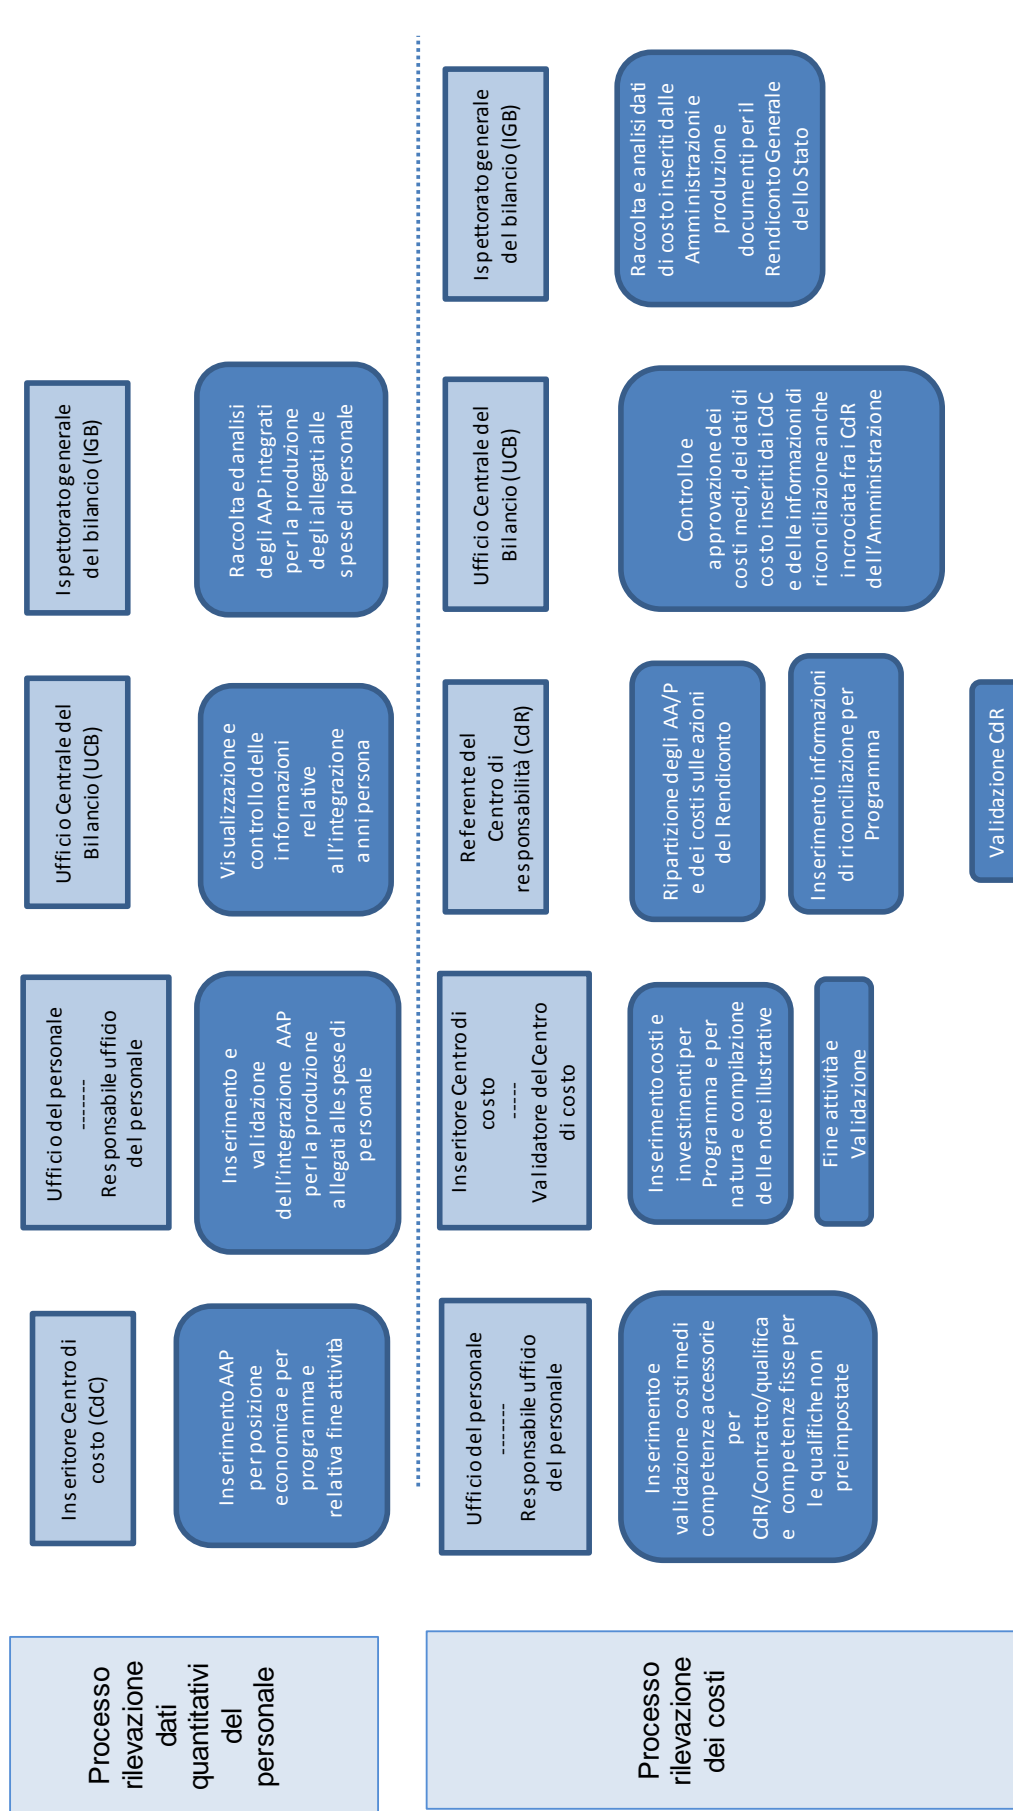 Processo
rilevazione
dati
quantitativi
del
personale
Inseritore Centro di
costo (CdC)
Inserimento AAP
per posizione
economica e per
programma e
relativa fine attività
Ufficio del personale
-------
Responsabile ufficio
del personale
Inserimento e
validazione
dell'integrazione AAP
per la produzione
allegati alle spese di
personale
Ufficio Centrale del
Bilancio (UCB)
Visualizzazione e
controllo delle
informazioni
relative
all'integrazione
anni persona
Ispettorato generale
del bilancio (IGB)
Raccolta ed analisi
degli AAP integrati
per la produzione
degli allegati alle
spese di personale
Processo
rilevazione
dei costi
Ufficio del personale
--------
Responsabile ufficio
del personale
Inserimento e
validazione costi medi
competenze accessorie
per
CdR/Contratto/qualifica
e competenze fisse per
le qualifiche non
preimpostate
Inseritore Centro di
costo
-----
Validatore del Centro
di costo
Inserimento costi e
investimenti per
Programma e per
natura e compilazione
delle note illustrative
Fine attività e
Validazione
Referente del
Centro di
responsabilità (CdR)
Ripartizione degli AA/P
e dei costi sulle azioni
del Rendiconto
Inserimento informazioni
di riconciliazione per
Programma
Validazione CdR
Ufficio Centrale del
Bilancio (UCB)
Controllo e
approvazione dei
costi medi, dei dati di
costo inseriti dai CdC
e delle informazioni di
riconciliazione anche
incrociata fra i CdR
dell'Amministrazione
Ispettorato generale
del bilancio (IGB)
Raccolta e analisi dati
di costo inseriti dalle
Amministrazioni e
produzione
documenti per il
Rendiconto Generale
dello Stato